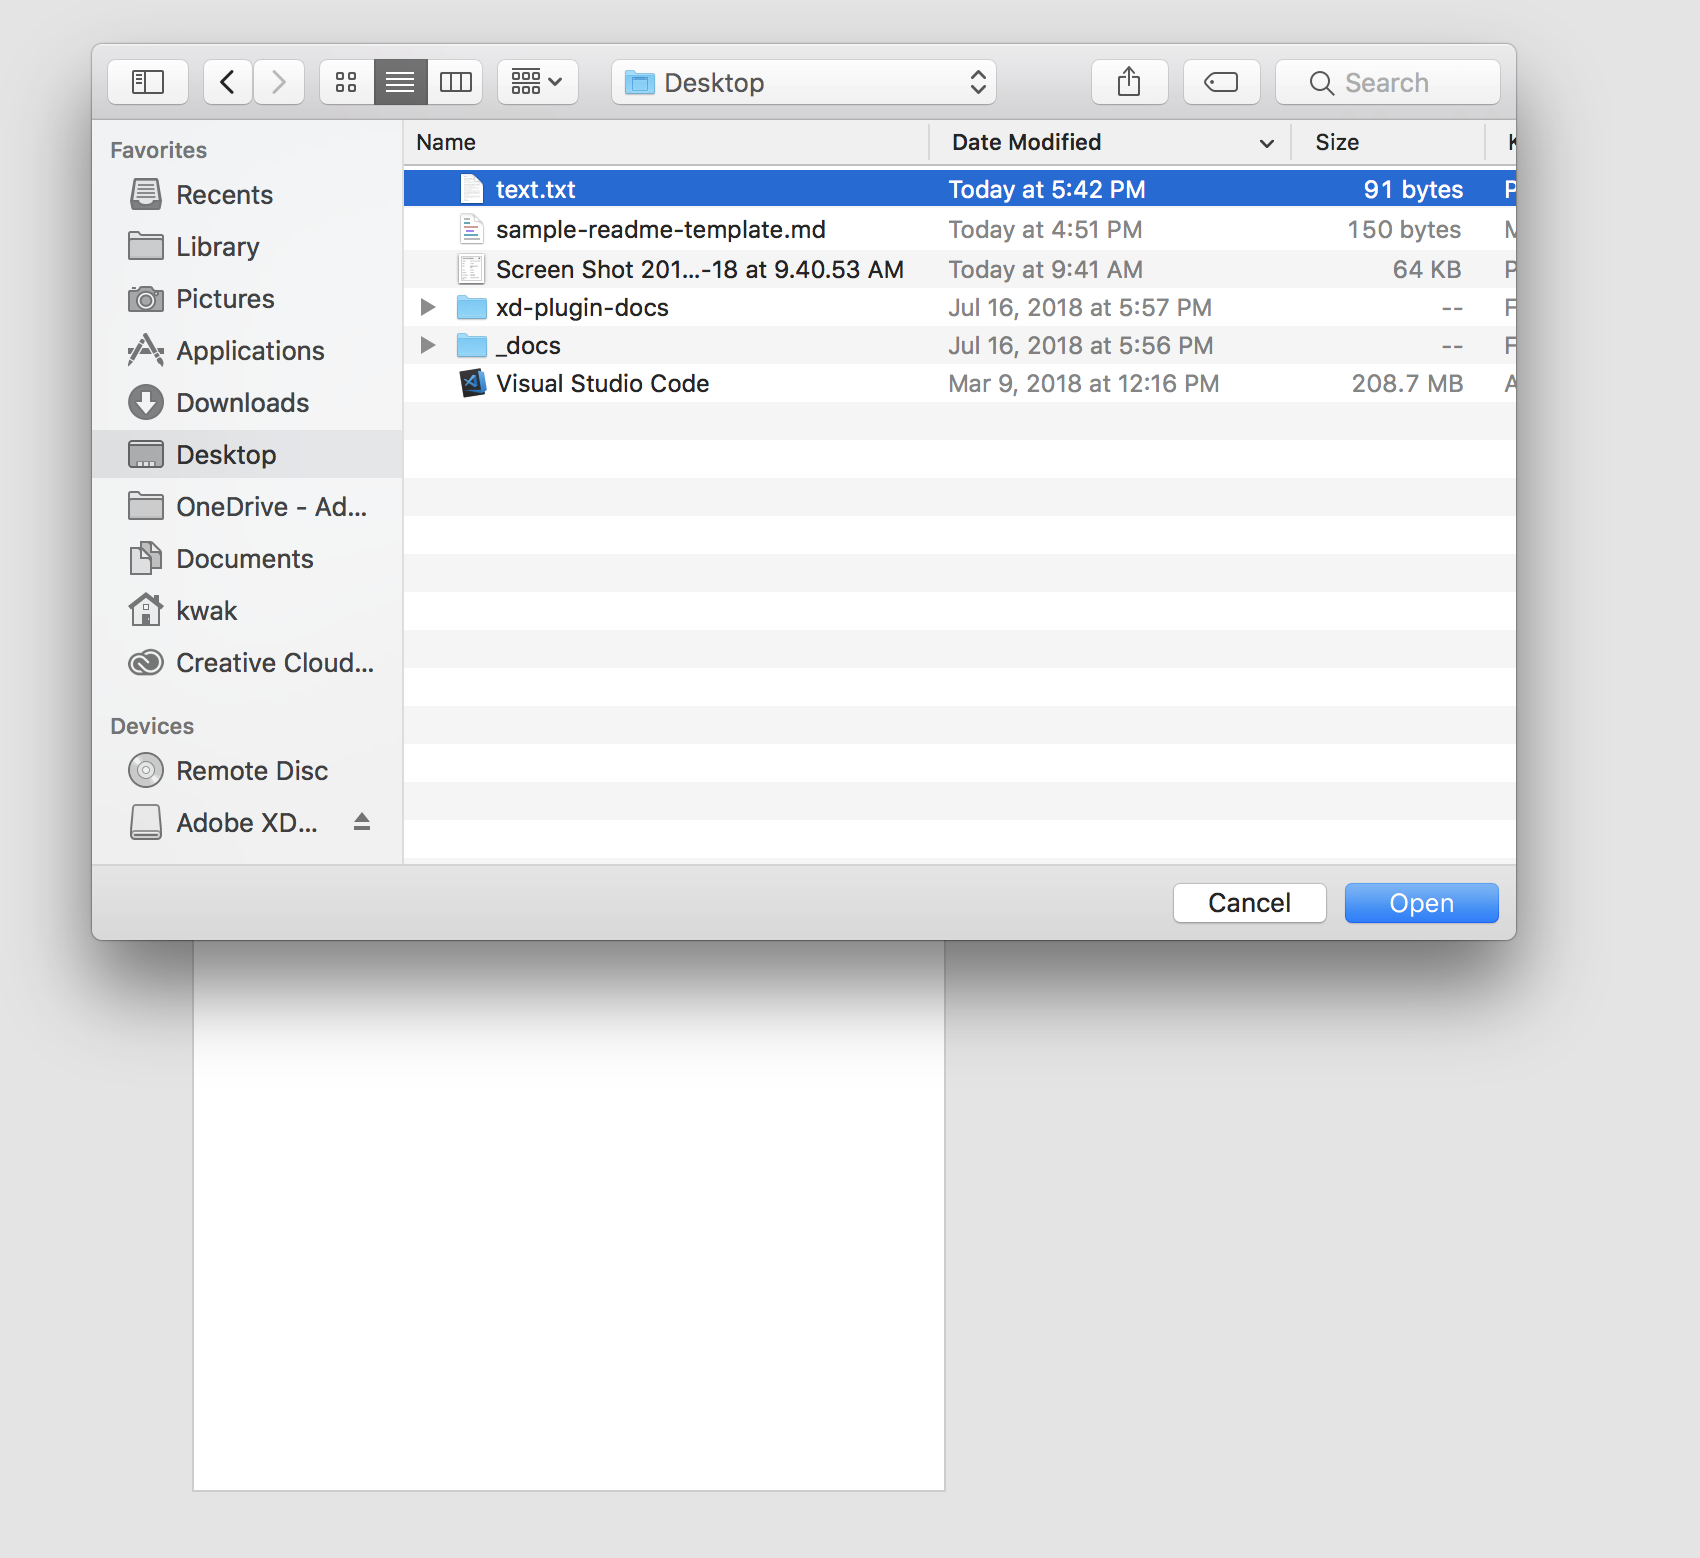 Desktop
Search
Favorites
Recents
Library
Pictures
Applications
Downloads
Desktop
OneDrive - Ad...
Documents
kwak
Creative Cloud...
Devices
Remote Disc
Adobe XD...
Name Date Modified Size
text.txt Today at 5:42 PM 91 bytes P
sample-readme-template.md Today at 4:51 PM 150 bytes
Screen Shot 201...-18 at 9.40.53 AM Today at 9:41 AM 64 KB P
xd-plugin-docs Jul 16, 2018 at 5:57 PM -- F
_docs Jul 16, 2018 at 5:56 PM -- F
Visual Studio Code Mar 9, 2018 at 12:16 PM 208.7 MB A
Cancel Open